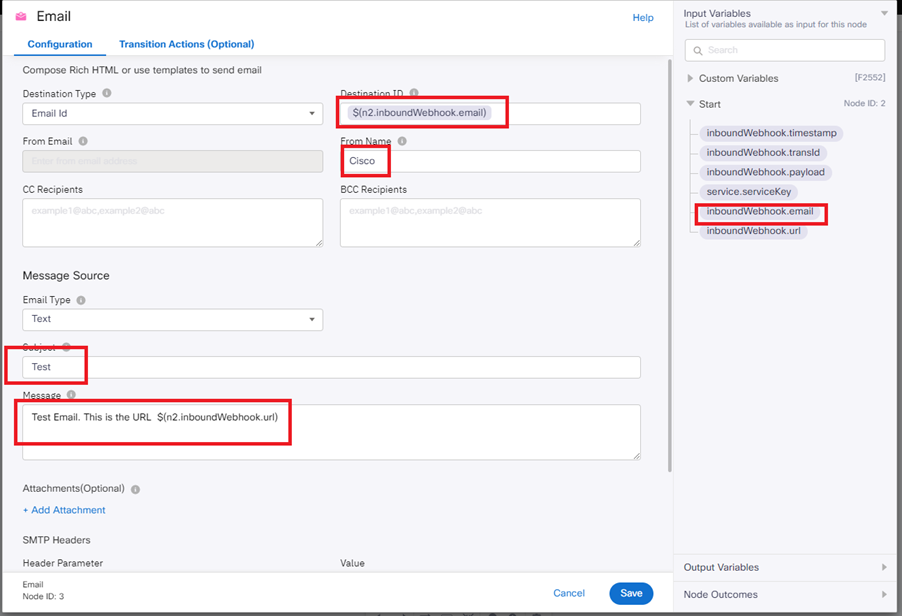 Email
Help
Configuration
Transition Actions (Optional)
Compose Rich HTML or use templates to send email
Destination Type
Destination ID
Email Id
$(n2.inboundWebhook.email)
From Email
From Name
Enter from email address
Cisco
CC Recipients
BCC Recipients
example1@abc,example2@abc
example1@abc,example2@abc
Message Source
Email Type
Text
Subject
Test
Message
Test Email. This is the URL $(n2.inboundWebhook.url)
Attachments(Optional)
+ Add Attachment
SMTP Headers
Header Parameter
Value
Email
Node ID: 3
Cancel
Save
Input Variables
List of variables available as input for this node
Search
Custom Variables
[F2552]
Start
Node ID: 2
inboundWebhook.timestamp
inboundWebhook.transId
inboundWebhook.payload
service.serviceKey
inboundWebhook.email
inboundWebhook.url
Output Variables
Node Outcomes